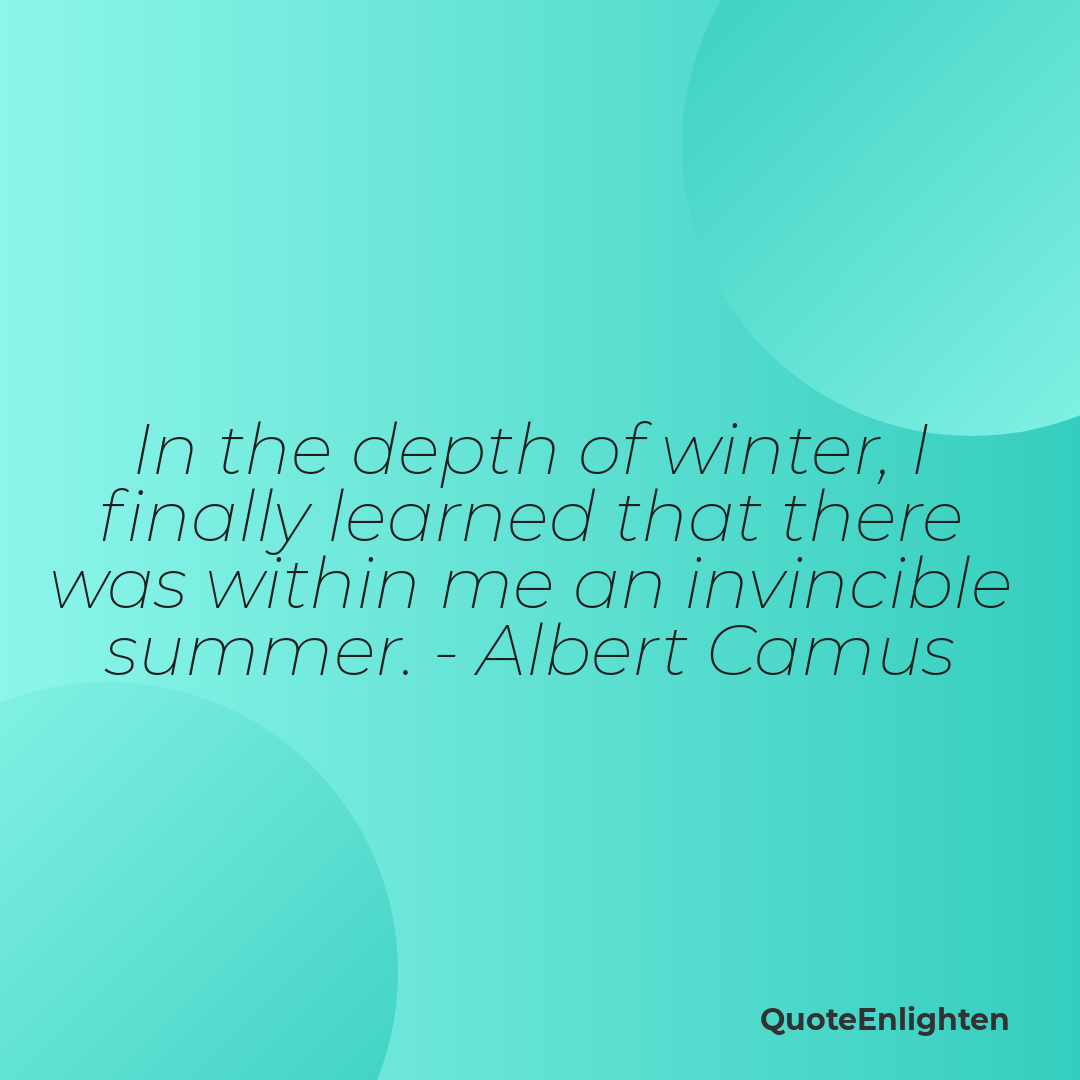 In the depth of winter, I
finally learned that there
was within me an invincible
summer. - Albert Camus
QuoteEnlighten